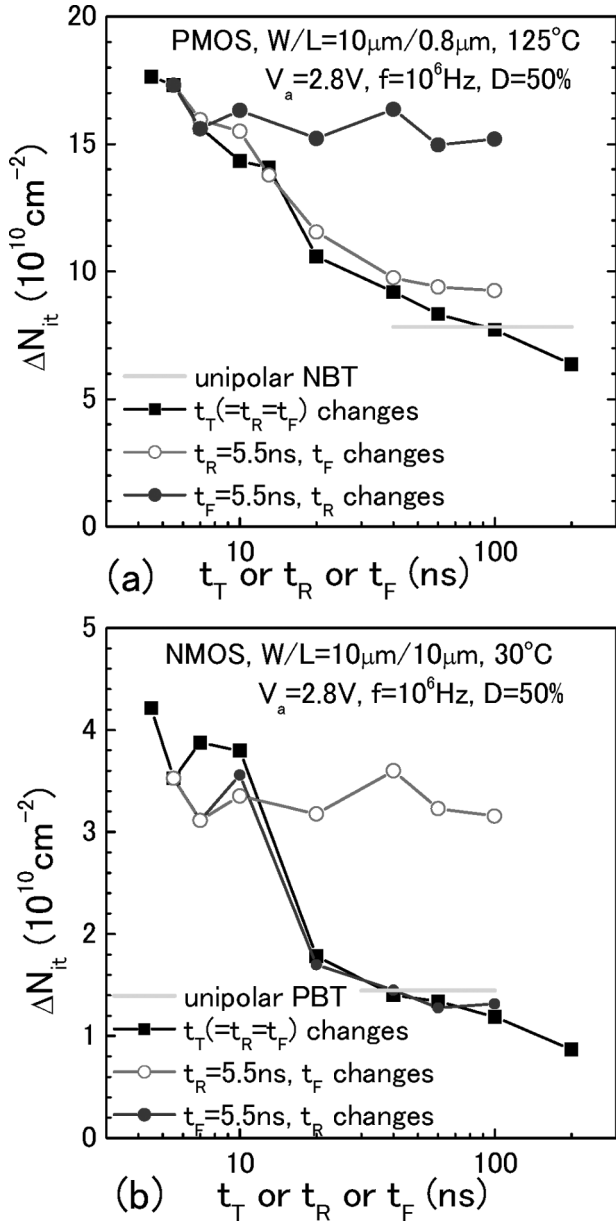 20
15
10
5
0
ΔN_it (10^10 cm^-2)
PMOS, W/L=10μm/0.8μm, 125°C
V_a=2.8V, f=10^6Hz, D=50%
unipolar NBT
t_T(=t_R=t_F) changes
t_R=5.5ns, t_F changes
t_F=5.5ns, t_R changes
10 100
(a) t_T or t_R or t_F (ns)
5
4
3
2
1
0
ΔN_it (10^10 cm^-2)
NMOS, W/L=10μm/10μm, 30°C
V_a=2.8V, f=10^6Hz, D=50%
unipolar PBT
t_T(=t_R=t_F) changes
t_R=5.5ns, t_F changes
t_F=5.5ns, t_R changes
10 100
(b) t_T or t_R or t_F (ns)